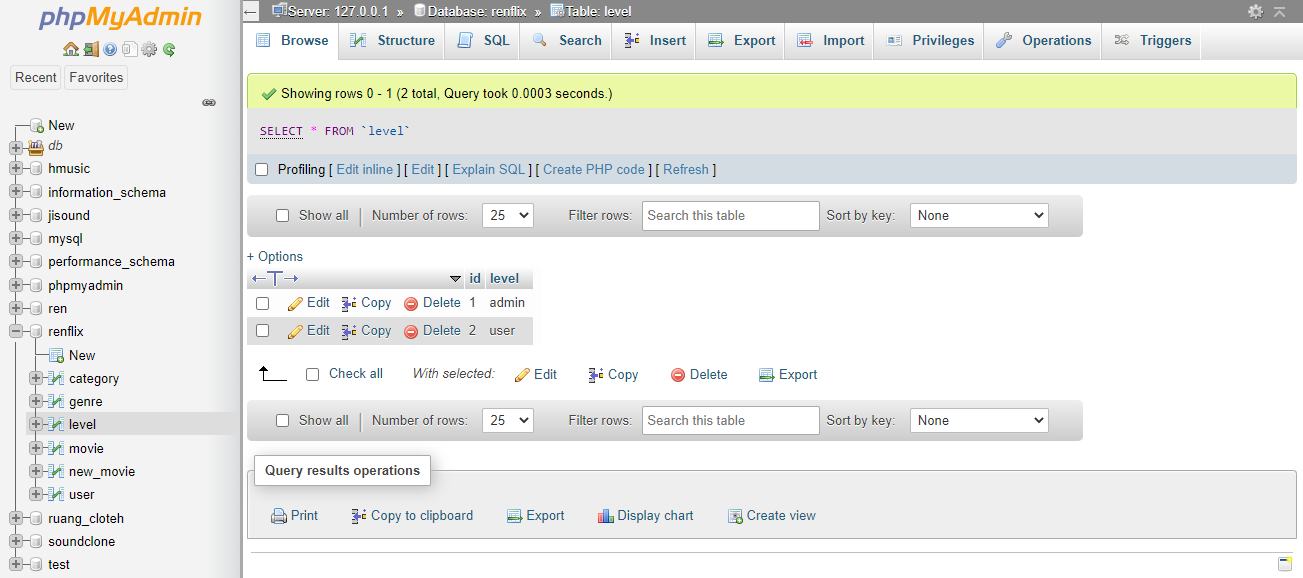 phpMyAdmin
Recent Favorites
New
db
hmusic
information_schema
jisound
mysql
performance_schema
phpmyadmin
ren
renflix
New
category
genre
level
movie
new_movie
user
ruang_cloteh
soundclone
test
Server: 127.0.0.1 » Database: renflix » Table: level
Browse Structure SQL Search Insert Export Import Privileges Operations Triggers
Showing rows 0 - 1 (2 total, Query took 0.0003 seconds.)
SELECT * FROM `level`
Profiling [ Edit inline ] [ Edit ] [ Explain SQL ] [ Create PHP code ] [ Refresh ]
Show all Number of rows: 25 Filter rows: Search this table Sort by key: None
+ Options
←T→ id level
Edit Copy Delete 1 admin
Edit Copy Delete 2 user
Check all With selected: Edit Copy Delete Export
Show all Number of rows: 25 Filter rows: Search this table Sort by key: None
Query results operations
Print Copy to clipboard Export Display chart Create view